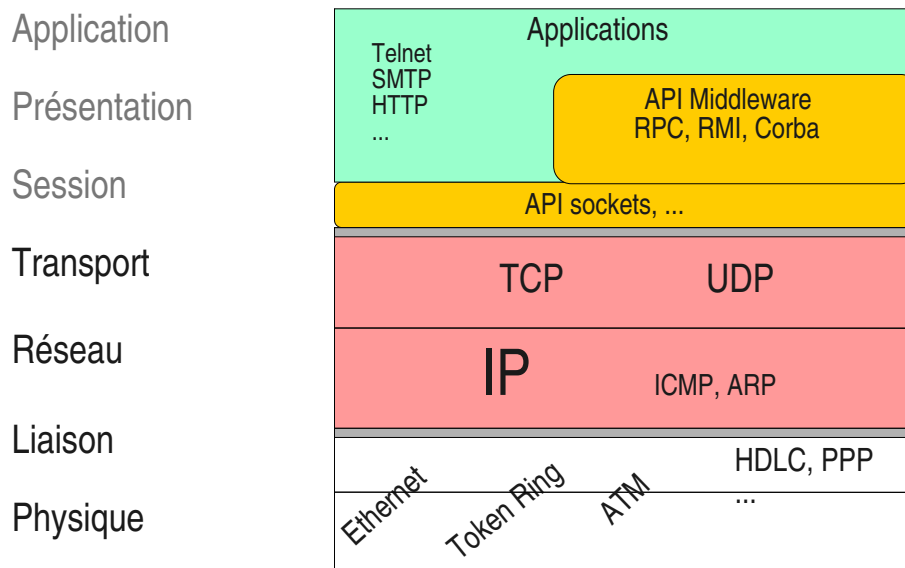 Application
Applications
Telnet
SMTP
HTTP
...
Présentation
API Middleware
RPC, RMI, Corba
Session
API sockets, ...
Transport
TCP
UDP
Réseau
IP
ICMP, ARP
Liaison
HDLC, PPP
...
Physique
Ethernet
Token Ring
ATM